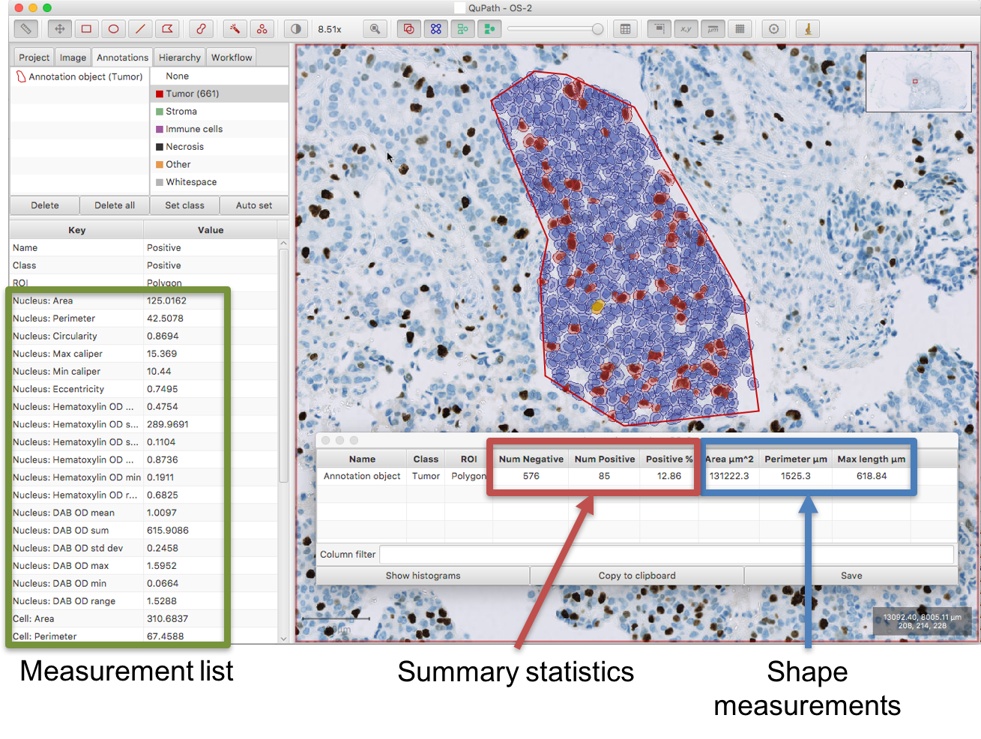 QuPath - OS-2
8.51x
x,y
μm
Project Image Annotations Hierarchy Workflow
Annotation object (Tumor)
None
Tumor (661)
Stroma
Immune cells
Necrosis
Other
Whitespace
Delete Delete all Set class Auto set
Key Value
Name Positive
Class Positive
ROI Polygon
Nucleus: Area 125.0162
Nucleus: Perimeter 42.5078
Nucleus: Circularity 0.8694
Nucleus: Max caliper 15.369
Nucleus: Min caliper 10.44
Nucleus: Eccentricity 0.7495
Nucleus: Hematoxylin OD ... 0.4754
Nucleus: Hematoxylin OD s... 289.9691
Nucleus: Hematoxylin OD s... 0.1104
Nucleus: Hematoxylin OD ... 0.8736
Nucleus: Hematoxylin OD min 0.1911
Nucleus: Hematoxylin OD r... 0.6825
Nucleus: DAB OD mean 1.0097
Nucleus: DAB OD sum 615.9086
Nucleus: DAB OD std dev 0.2458
Nucleus: DAB OD max 1.5952
Nucleus: DAB OD min 0.0664
Nucleus: DAB OD range 1.5288
Cell: Area 310.6837
Cell: Perimeter 67.4588
Name Class ROI Num Negative Num Positive Positive % Area μm^2 Perimeter μm Max length μm
Annotation object Tumor Polygon 576 85 12.86 131222.3 1525.3 618.84
Column filter
Show histograms Copy to clipboard Save
13092.40, 8005.11 μm
208, 214, 228
Measurement list
Summary statistics
Shape
measurements